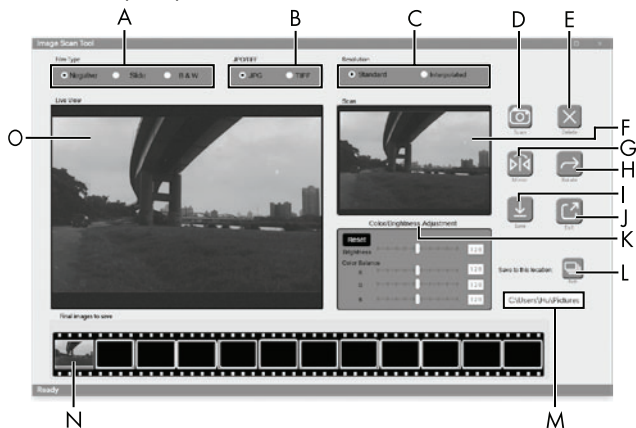 A B C D E
Image Scan Tool
Film Type JPG/TIFF Resolution
Negative Slide B & W JPG TIFF Standard Interpolated
Live View Scan
O
Scan Delete
F
G
H
Mirror Rotate
I
J
Save Exit
K
Color/Brightness Adjustment
Reset
Brightness 128
Color Balance
R 128
G 128
B 128
Save to this location:
L
C:\Users\Hu\Pictures
Final images to save
Ready
N M